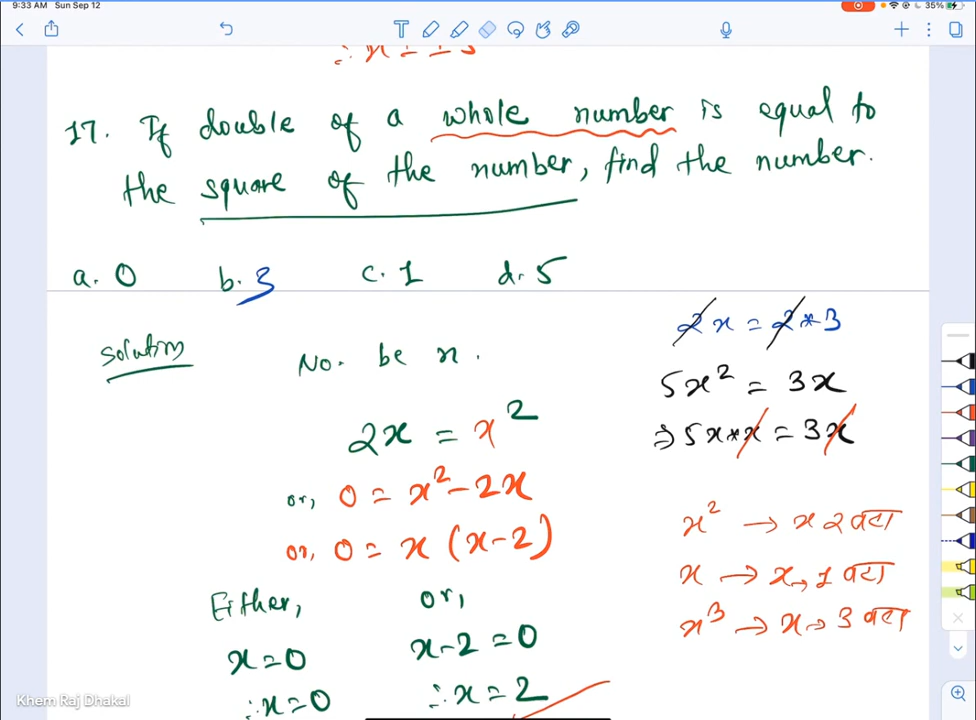 9:33 AM Sun Sep 12
35%
∴ x = ± 3
17. If double of a whole number is equal to
the square of the number, find the number.
a. 0 b. 3 c. 1 d. 5
Solution
No. be x.
2x = x²
or, 0 = x² - 2x
or, 0 = x (x-2)
Either, or,
x = 0 x-2 = 0
∴ x = 0 ∴ x = 2
2x = 2*3
5x² = 3x
⇒ 5x*x = 3x
x² → x 2 वटा
x → x → 1 वटा
x³ → x → 3 वटा
Khem Raj Dhakal